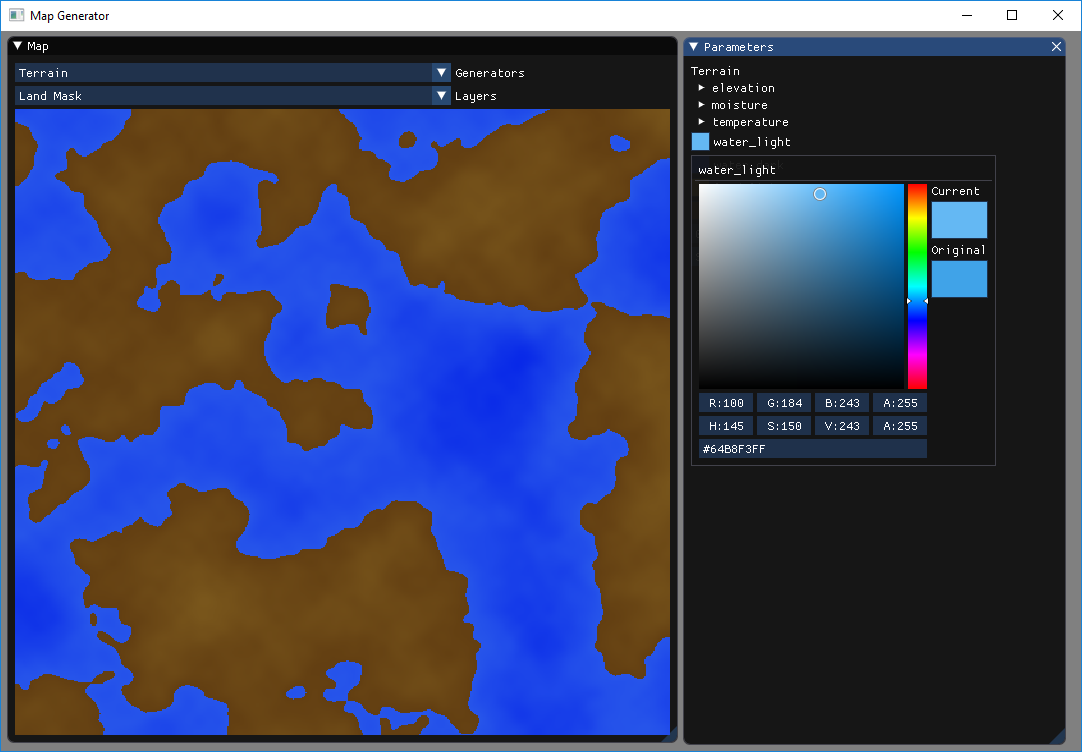 Map Generator
Map
Terrain
Generators
Land Mask
Layers
Parameters
Terrain
elevation
moisture
temperature
water_light
water_light
Current
Original
R:100 G:184 B:243 A:255
H:145 S:150 V:243 A:255
#64B8F3FF